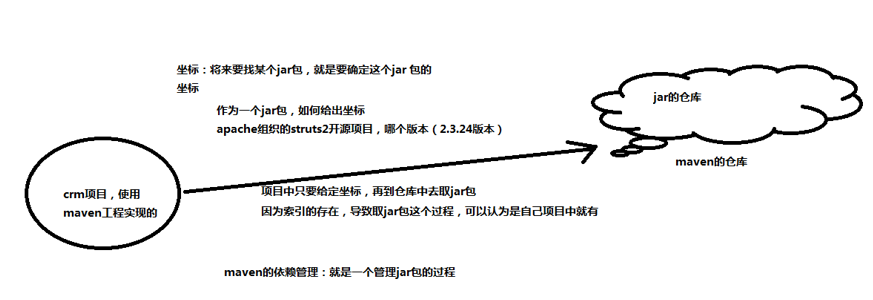 坐标：将来要找某个jar包，就是要确定这个jar 包的
坐标
作为一个jar包，如何给出坐标
apache组织的struts2开源项目，哪个版本（2.3.24版本）
jar的仓库
maven的仓库
crm项目，使用
maven工程实现的
项目中只要给定坐标，再到仓库中去取jar包
因为索引的存在，导致取jar包这个过程，可以认为是自己项目中就有
maven的依赖管理：就是一个管理jar包的过程